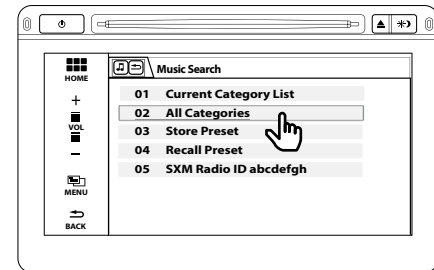 HOME
+
VOL
–
MENU
BACK
Music Search
01 Current Category List
02 All Categories
03 Store Preset
04 Recall Preset
05 SXM Radio ID abcdefgh